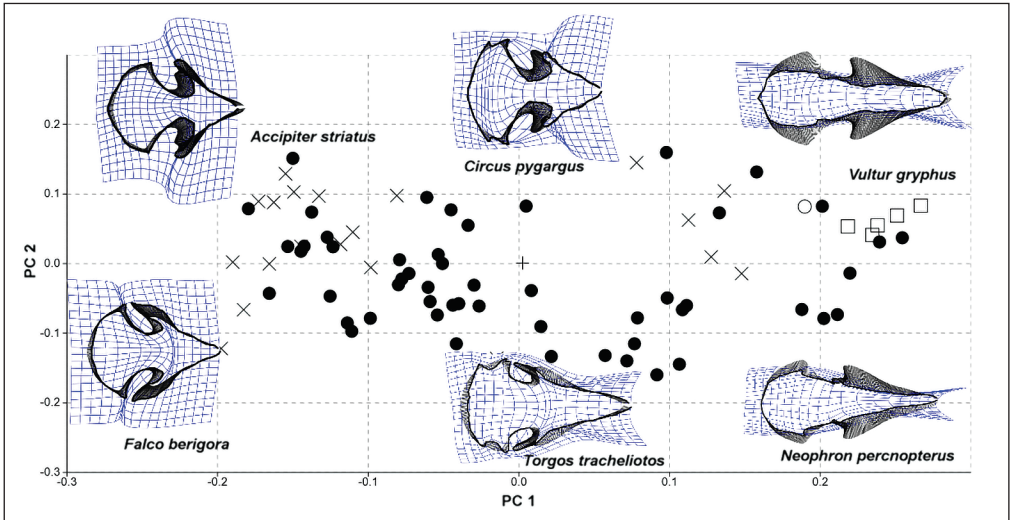 Accipiter striatus
Circus pygargus
Vultur gryphus
PC 2
0.2
0.1
0.0
-0.1
-0.2
-0.3
Falco berigora
Torgos tracheliotos
Neophron percnopterus
-0.3
-0.2
-0.1
0.0
0.1
0.2
PC 1